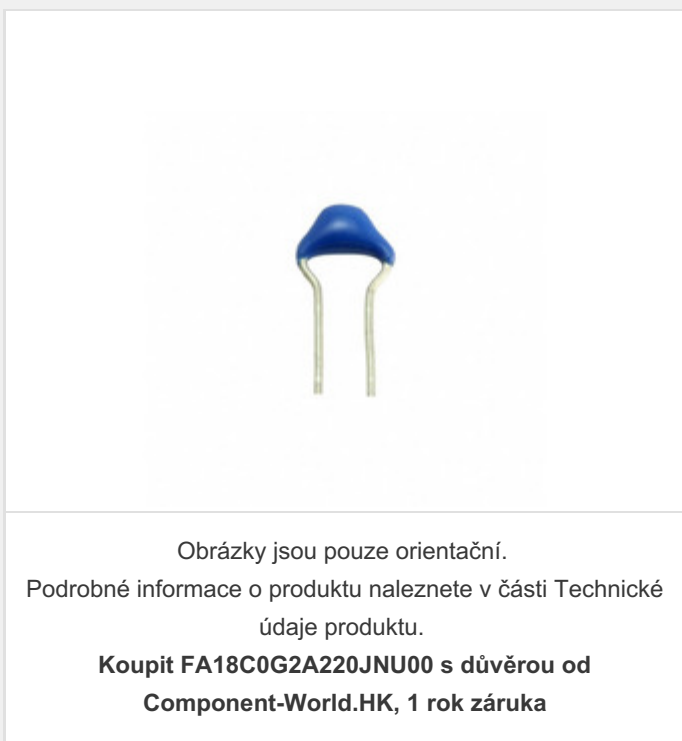 Obrázky jsou pouze orientační.
Podrobné informace o produktu naleznete v části Technické
údaje produktu.
Koupit FA18C0G2A220JNU00 s důvěrou od
Component-World.HK, 1 rok záruka